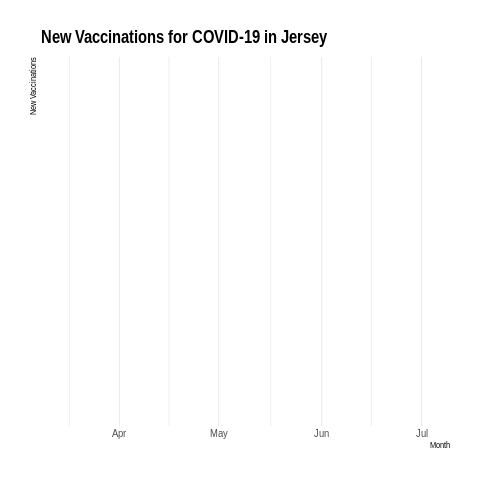 New Vaccinations for COVID-19 in Jersey
New Vaccinations
Apr May Jun Jul
Month